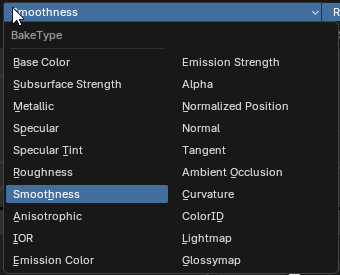 Smoothness
R
BakeType
Base Color
Subsurface Strength
Metallic
Specular
Specular Tint
Roughness
Smoothness
Anisotrophic
IOR
Emission Color
Emission Strength
Alpha
Normalized Position
Normal
Tangent
Ambient Occlusion
Curvature
ColorID
Lightmap
Glossymap